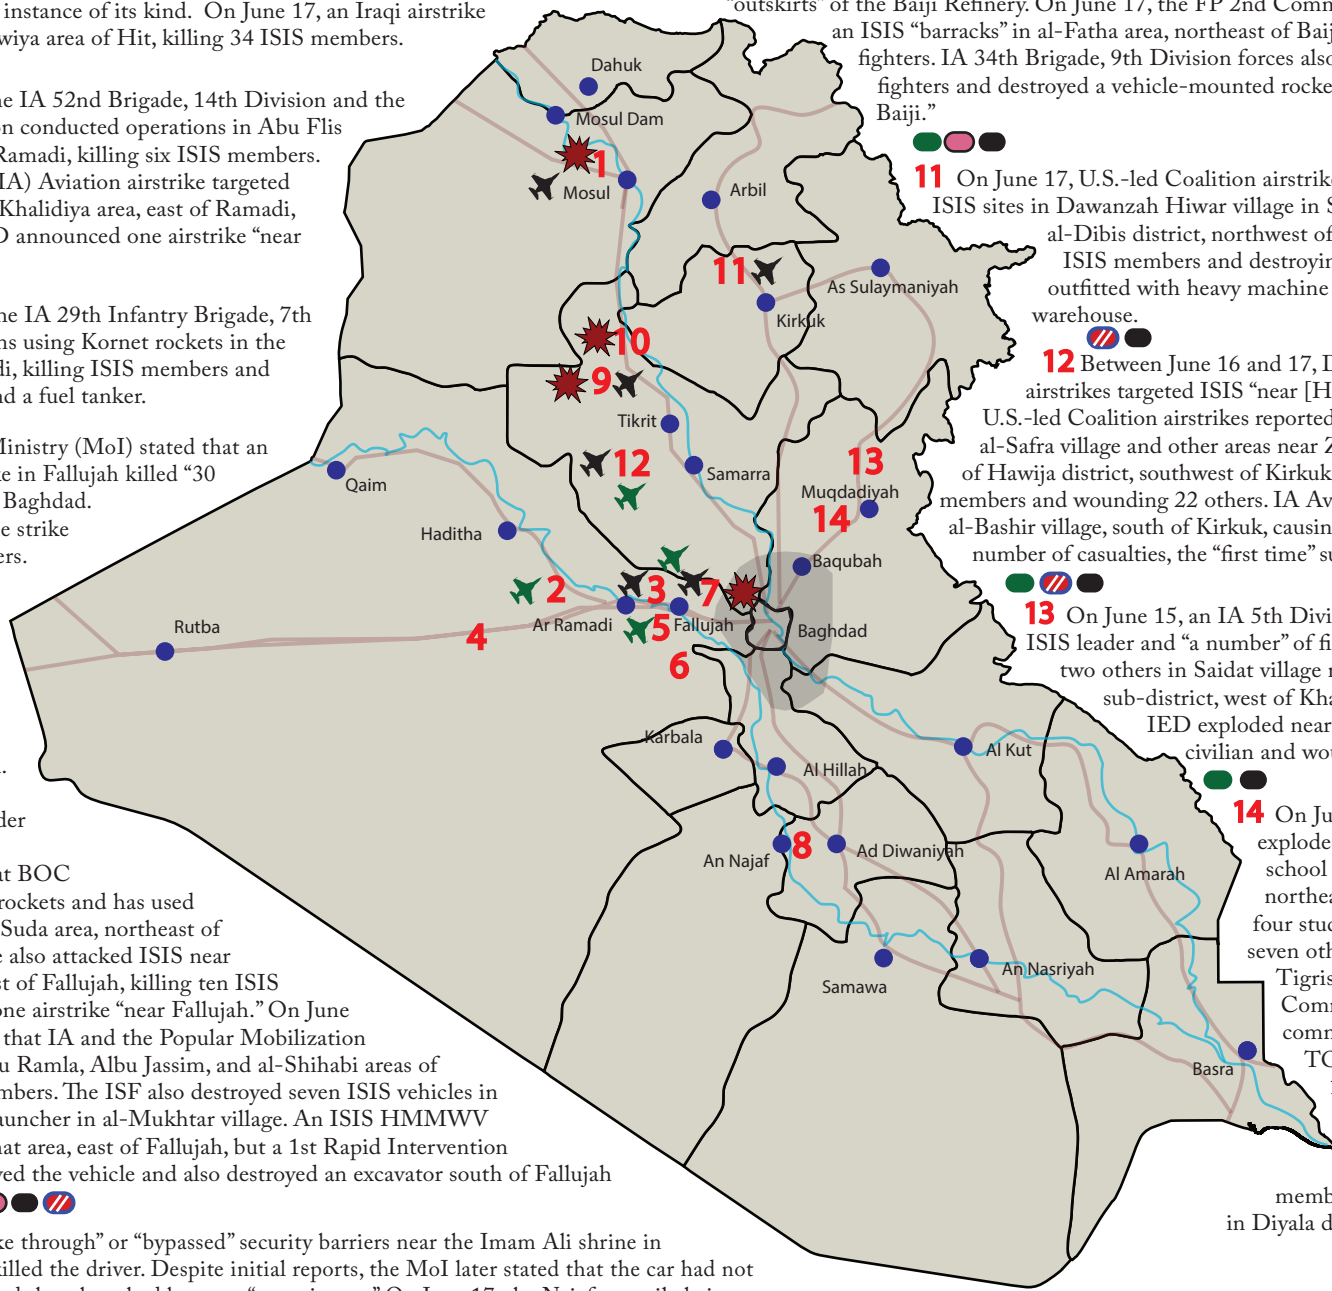 instance of its kind. On June 17, an Iraqi airstrike
wiya area of Hit, killing 34 ISIS members.
he IA 52nd Brigade, 14th Division and the
on conducted operations in Abu Flis
Ramadi, killing six ISIS members.
IA) Aviation airstrike targeted
Khalidiya area, east of Ramadi,
D announced one airstrike “near
he IA 29th Infantry Brigade, 7th
ns using Kornet rockets in the
di, killing ISIS members and
nd a fuel tanker.
Ministry (MoI) stated that an
ke in Fallujah killed “30
Baghdad.
e strike
ers.
.
der
at BOC
rockets and has used
Suda area, northeast of
e also attacked ISIS near
st of Fallujah, killing ten ISIS
one airstrike “near Fallujah.” On June
that IA and the Popular Mobilization
u Ramla, Albu Jassim, and al-Shihabi areas of
mbers. The ISF also destroyed seven ISIS vehicles in
launcher in al-Mukhtar village. An ISIS HMMWV
hat area, east of Fallujah, but a 1st Rapid Intervention
yed the vehicle and also destroyed an excavator south of Fallujah
ke through” or “bypassed” security barriers near the Imam Ali shrine in
killed the driver. Despite initial reports, the MoI later stated that the car had not
“outskirts” of the Baiji Refinery. On June 17, the FP 2nd Comm
an ISIS “barracks” in al-Fatha area, northeast of Baij
fighters. IA 34th Brigade, 9th Division forces also
fighters and destroyed a vehicle-mounted rocke
Baiji.”
11 On June 17, U.S.-led Coalition airstrike
ISIS sites in Dawanzah Hiwar village in S
al-Dibis district, northwest of
ISIS members and destroyin
outfitted with heavy machine
warehouse.
12 Between June 16 and 17, D
airstrikes targeted ISIS “near [H
U.S.-led Coalition airstrikes reported
al-Safra village and other areas near Z
of Hawija district, southwest of Kirkuk
members and wounding 22 others. IA Av
al-Bashir village, south of Kirkuk, causin
number of casualties, the “first time” su
13 On June 15, an IA 5th Divi
ISIS leader and “a number” of fi
two others in Saidat village n
sub-district, west of Kha
IED exploded near
civilian and wou
14 On Ju
explode
school
northea
four stud
seven oth
Tigris
Comm
comm
TO
memb
in Diyala d
Dahuk
Mosul Dam
1
Mosul
Arbil
11
As Sulaymaniyah
Kirkuk
10
9
Tikrit
12
Samarra
13
Muqdadiyah
14
Qaim
Haditha
Baqubah
2
3
7
Rutba
4
Ar Ramadi
5
Fallujah
Baghdad
6
Karbala
Al Hillah
Al Kut
An Najaf
8
Ad Diwaniyah
Al Amarah
Samawa
An Nasriyah
Basra